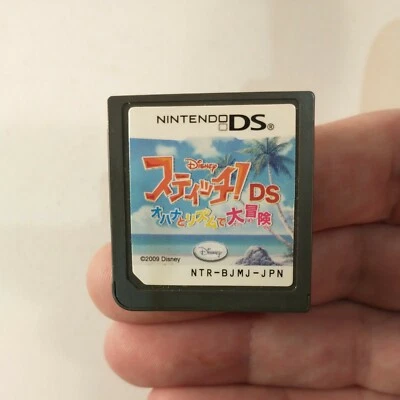 NINTENDO DS®
Disney
スティッチ! DS
オハナとリズムで大冒険
Disney
©2009 Disney
NTR-BJMJ-JPN